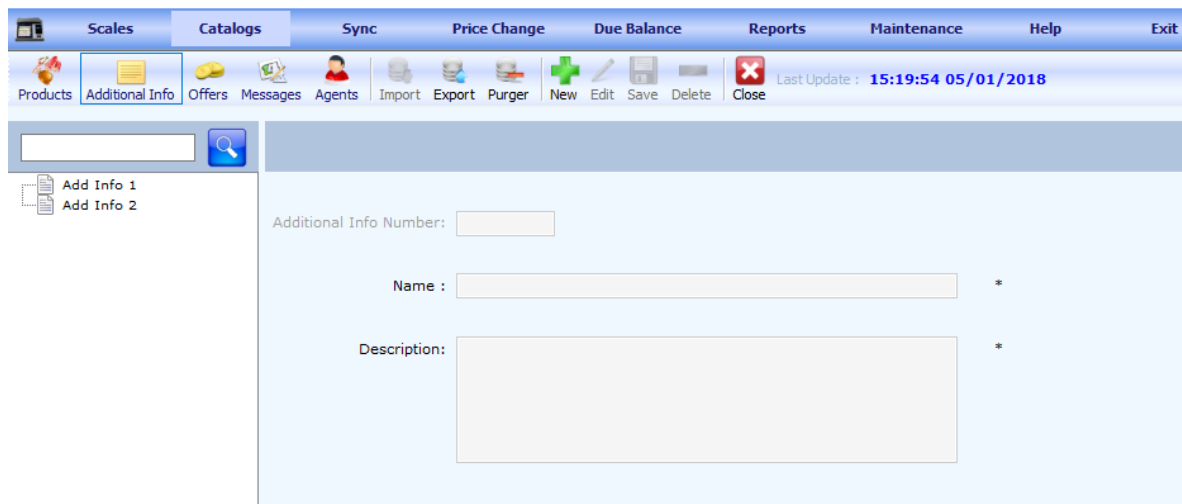 Scales Catalogs Sync Price Change Due Balance Reports Maintenance Help Exit
Products Additional Info Offers Messages Agents Import Export Purger New Edit Save Delete Close Last Update : 15:19:54 05/01/2018
Add Info 1
Add Info 2
Additional Info Number:
Name : *
Description: *